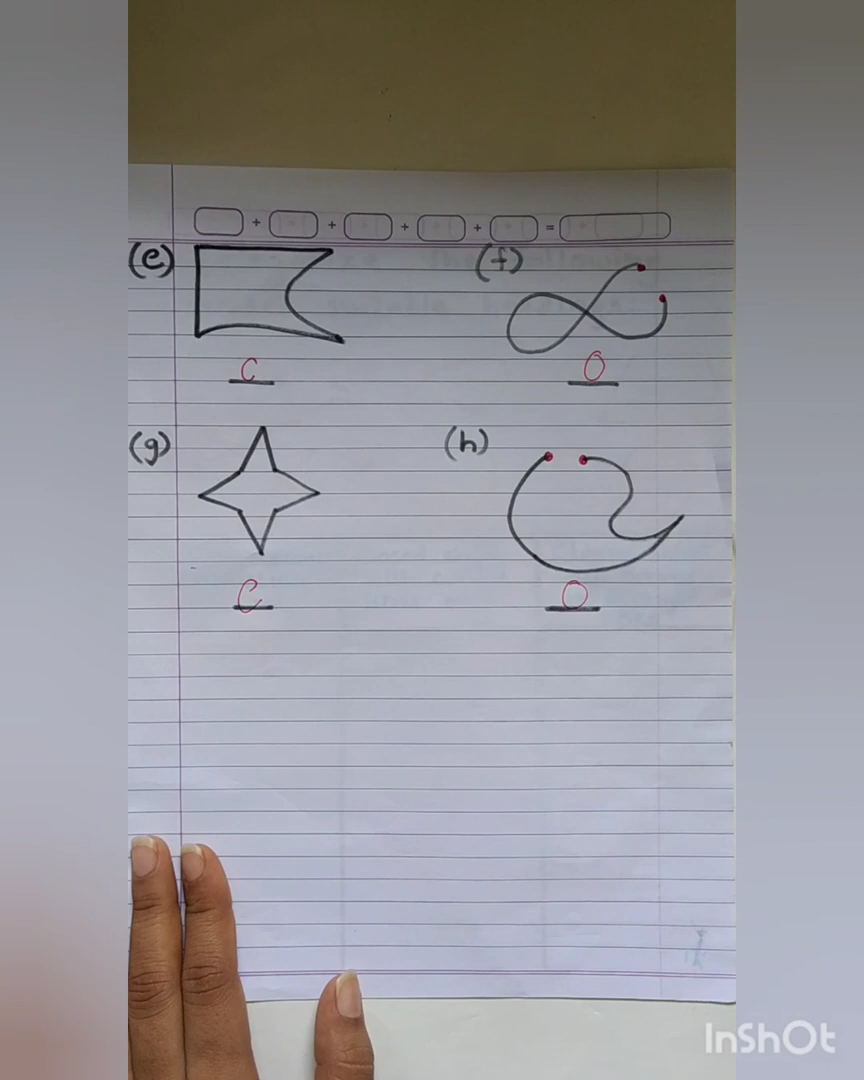 + + + + =
(e) (f)
C O
(g) (h)
C O
InShOt